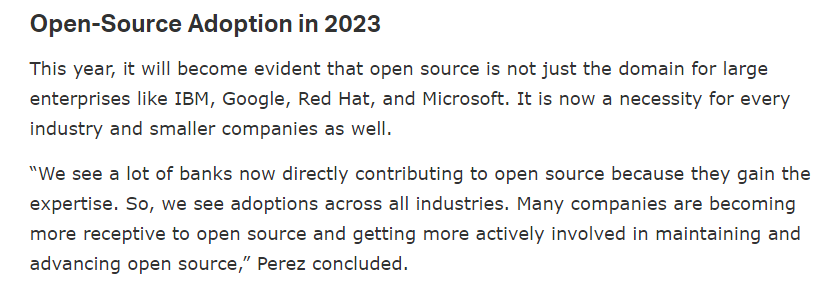 Open-Source Adoption in 2023
This year, it will become evident that open source is not just the domain for large
enterprises like IBM, Google, Red Hat, and Microsoft. It is now a necessity for every
industry and smaller companies as well.
“We see a lot of banks now directly contributing to open source because they gain the
expertise. So, we see adoptions across all industries. Many companies are becoming
more receptive to open source and getting more actively involved in maintaining and
advancing open source,” Perez concluded.